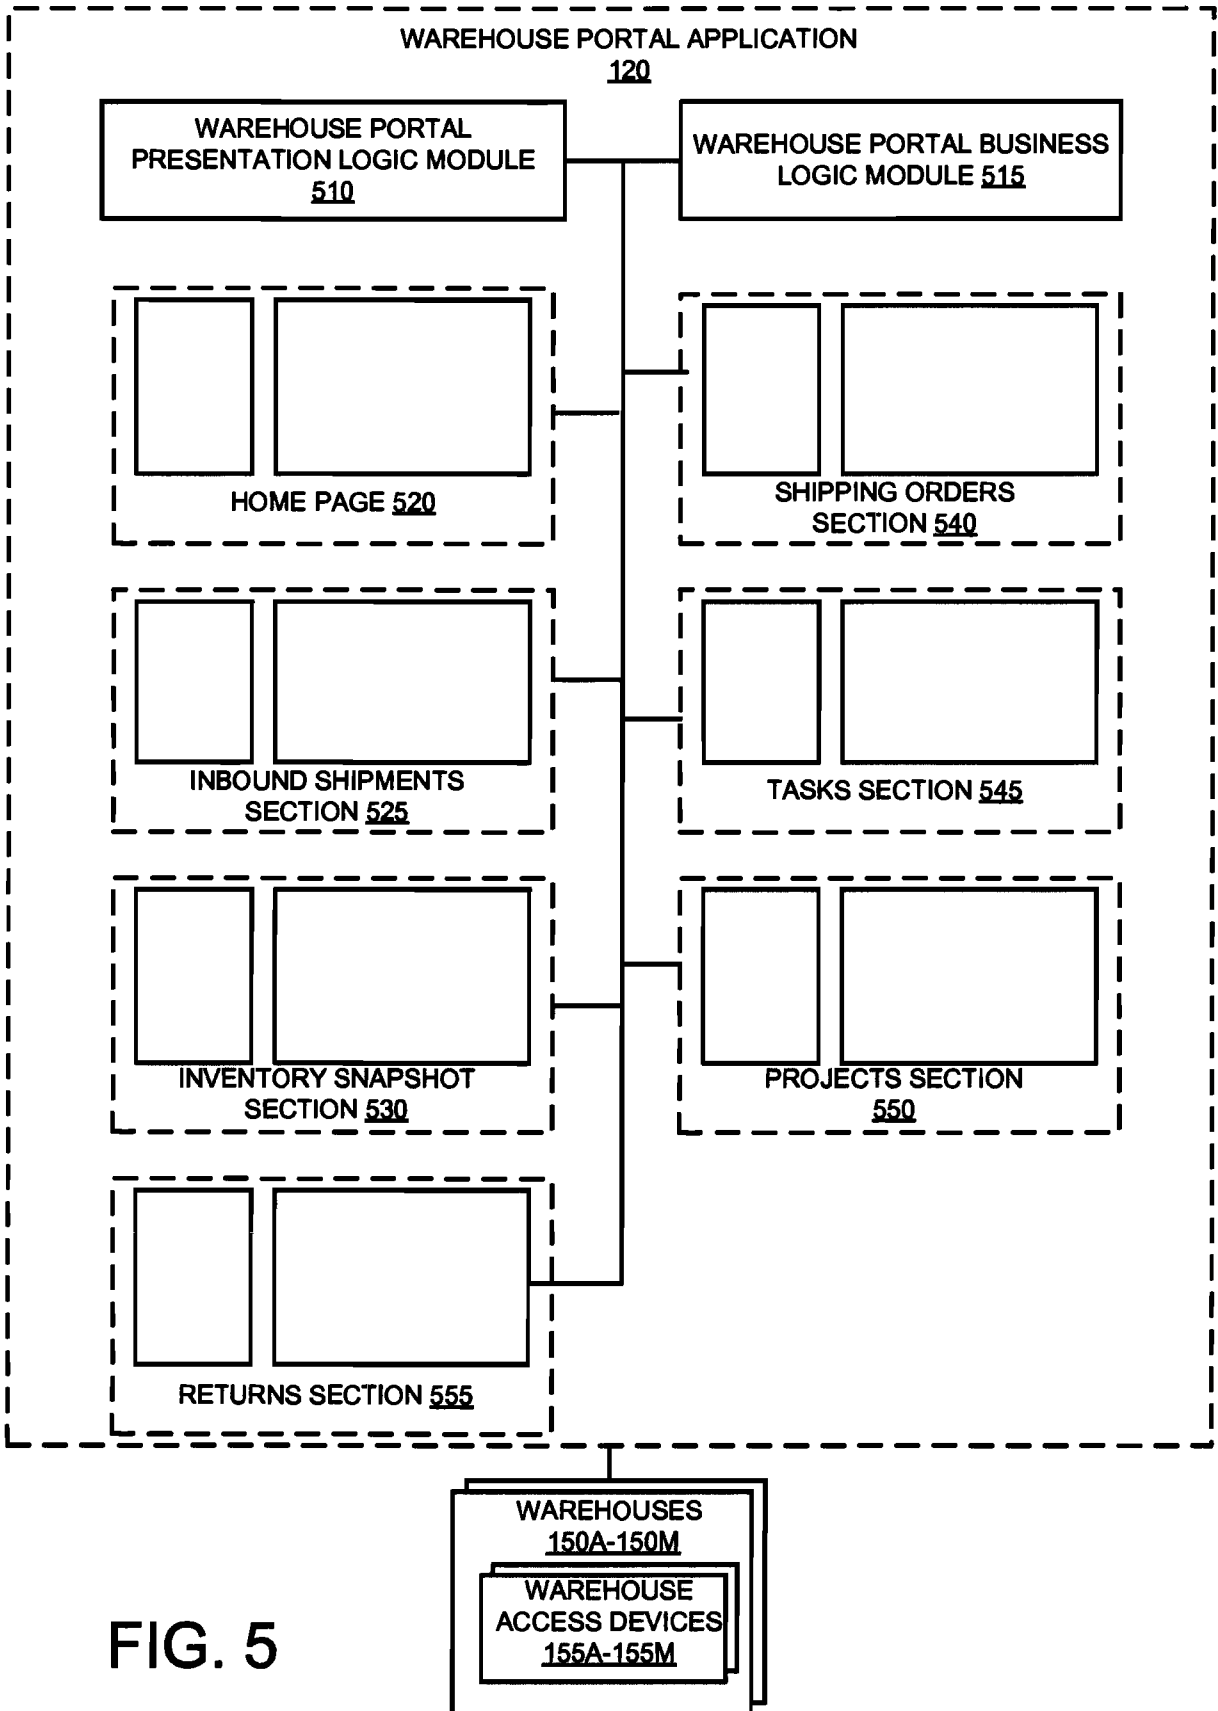 WAREHOUSE PORTAL APPLICATION
120
WAREHOUSE PORTAL
PRESENTATION LOGIC MODULE
510
WAREHOUSE PORTAL BUSINESS
LOGIC MODULE 515
HOME PAGE 520
SHIPPING ORDERS
SECTION 540
INBOUND SHIPMENTS
SECTION 525
TASKS SECTION 545
INVENTORY SNAPSHOT
SECTION 530
PROJECTS SECTION
550
RETURNS SECTION 555
WAREHOUSES
150A-150M
WAREHOUSE
ACCESS DEVICES
155A-155M
FIG. 5